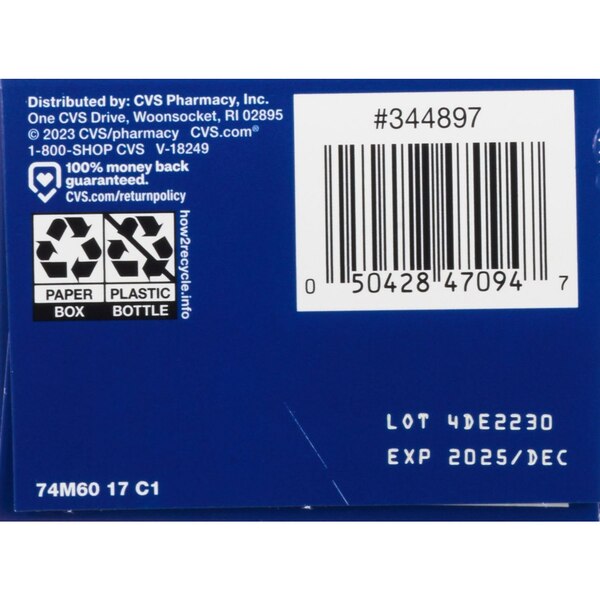 Distributed by: CVS Pharmacy, Inc.
One CVS Drive, Woonsocket, RI 02895
© 2023 CVS/pharmacy CVS.com®
1-800-SHOP CVS V-18249
100% money back
guaranteed.
CVS.com/returnpolicy
PAPER
BOX
PLASTIC
BOTTLE
how2recycle.info
#344897
0 50428 47094 7
LOT 4DE2230
EXP 2025/DEC
74M60 17 C1